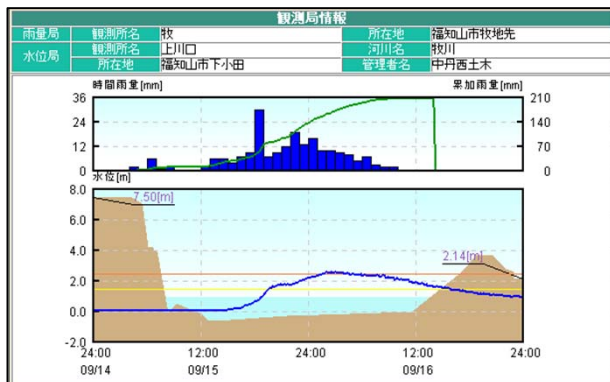 観測局情報
雨量局 観測所名 牧 所在地 福知山市牧地先
水位局 観測所名 上川口 河川名 牧川
所在地 福知山市下小田 管理者名 中丹西土木
時間雨量[mm] 累加雨量[mm]
36 210
24 140
12 70
0 0
水位[m]
8.0
7.50[m]
6.0
4.0
2.14[m]
2.0
0.0
-2.0
24:00 12:00 24:00 12:00 24:00
09/14 09/15 09/16